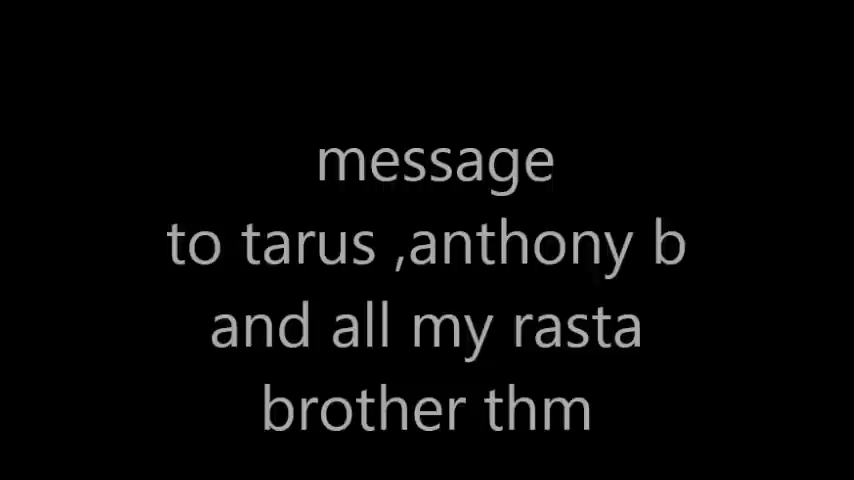 message
to tarus ,anthony b
and all my rasta
brother thm